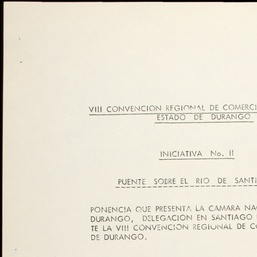 VIII CONVENCION REGIONAL DE COMERCI
ESTADO DE DURANGO
INICIATIVA No. II
PUENTE SOBRE EL RIO DE SANTI
PONENCIA QUE PRESENTA LA CAMARA NA
DURANGO, DELEGACION EN SANTIAGO
TE LA VIII CONVENCION REGIONAL DE C
DE DURANGO.